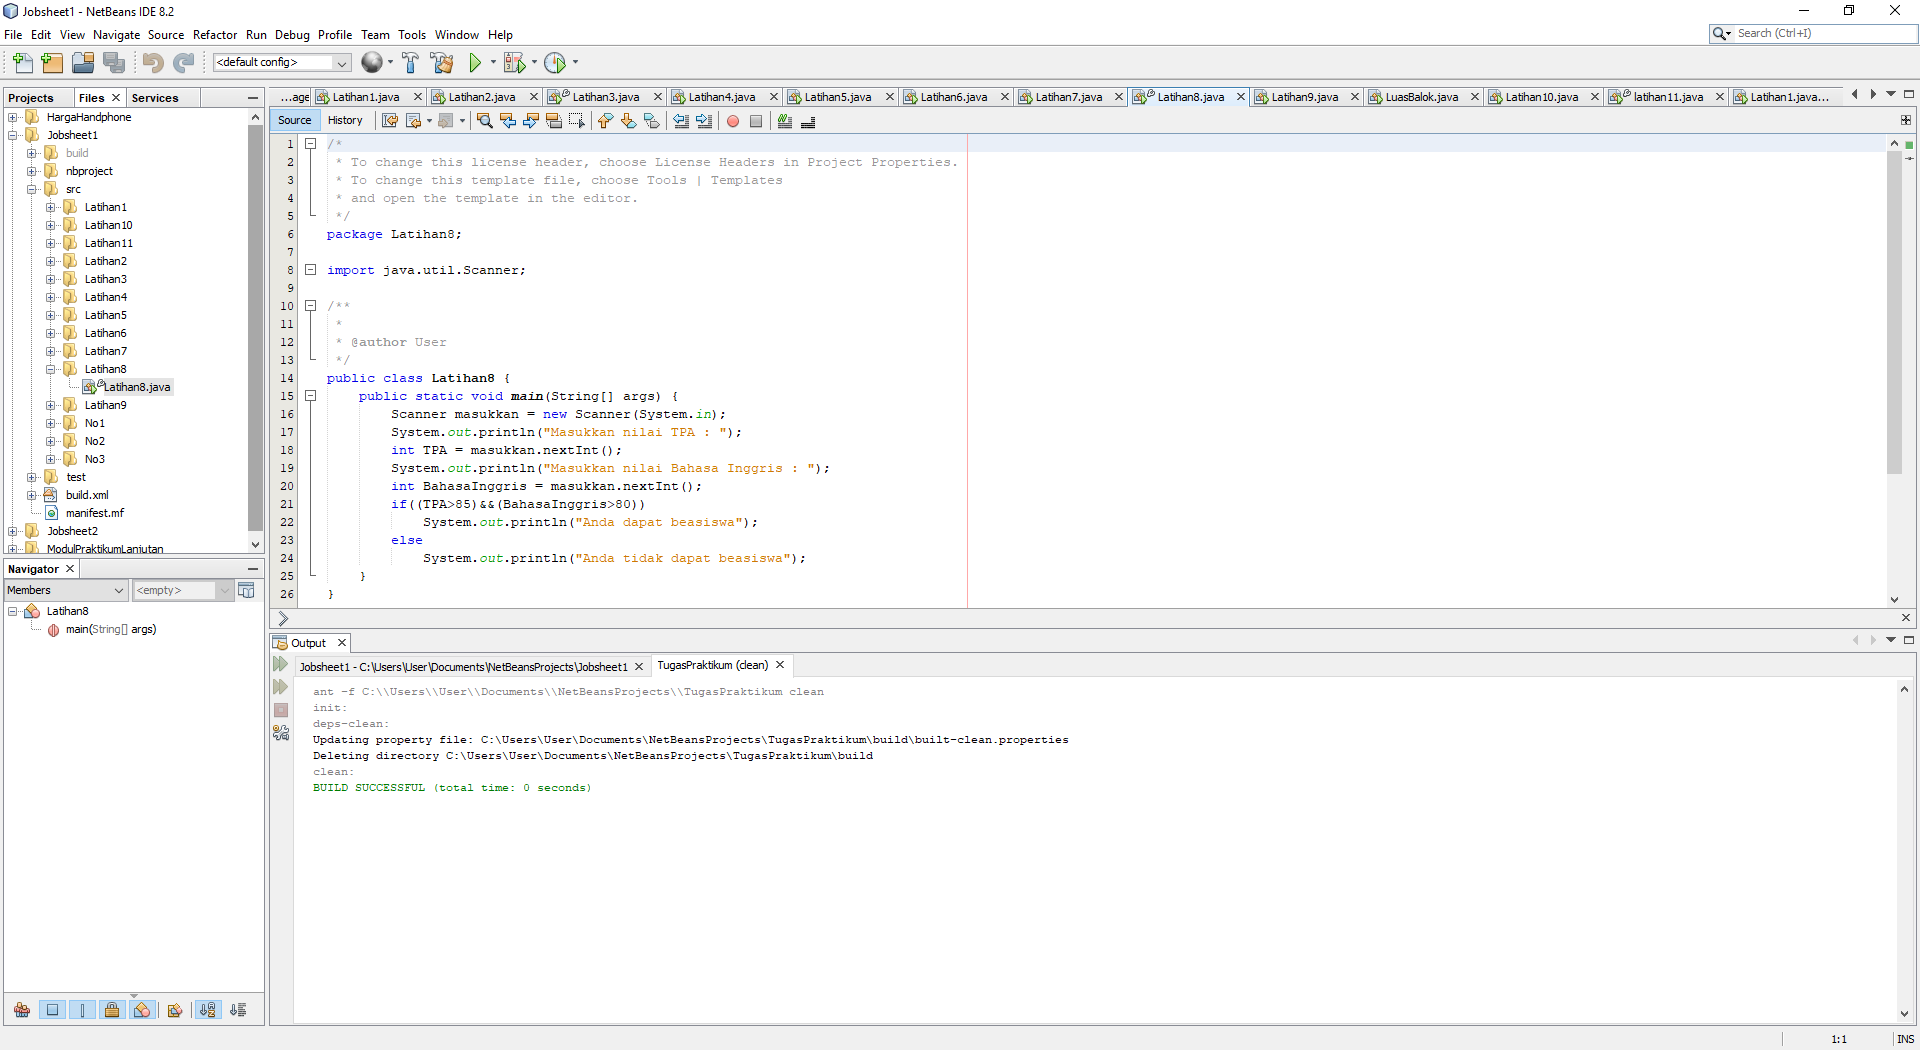 Jobsheet1 - NetBeans IDE 8.2
File Edit View Navigate Source Refactor Run Debug Profile Team Tools Window Help
Search (Ctrl+I)
<default config>
Projects Files Services
HargaHandphone
Jobsheet1
build
nbproject
src
Latihan1
Latihan10
Latihan11
Latihan2
Latihan3
Latihan4
Latihan5
Latihan6
Latihan7
Latihan8
Latihan8.java
Latihan9
No1
No2
No3
test
build.xml
manifest.mf
Jobsheet2
ModulPraktikumLanjutan
Navigator
Members <empty>
Latihan8
main(String[] args)
...age Latihan1.java Latihan2.java Latihan3.java Latihan4.java Latihan5.java Latihan6.java Latihan7.java Latihan8.java Latihan9.java LuasBalok.java Latihan10.java latihan11.java Latihan1.java...
Source History
1 /*
2 * To change this license header, choose License Headers in Project Properties.
3 * To change this template file, choose Tools | Templates
4 * and open the template in the editor.
5 */
6 package Latihan8;
7
8 import java.util.Scanner;
9
10 /**
11 *
12 * @author User
13 */
14 public class Latihan8 {
15 public static void main(String[] args) {
16 Scanner masukkan = new Scanner(System.in);
17 System.out.println("Masukkan nilai TPA : ");
18 int TPA = masukkan.nextInt();
19 System.out.println("Masukkan nilai Bahasa Inggris : ");
20 int BahasaInggris = masukkan.nextInt();
21 if((TPA>85)&&(BahasaInggris>80))
22 System.out.println("Anda dapat beasiswa");
23 else
24 System.out.println("Anda tidak dapat beasiswa");
25 }
26 }
Output
Jobsheet1 - C:\Users\User\Documents\NetBeansProjects\Jobsheet1 TugasPraktikum (clean)
ant -f C:\\Users\\User\\Documents\\NetBeansProjects\\TugasPraktikum clean
init:
deps-clean:
Updating property file: C:\Users\User\Documents\NetBeansProjects\TugasPraktikum\build\built-clean.properties
Deleting directory C:\Users\User\Documents\NetBeansProjects\TugasPraktikum\build
clean:
BUILD SUCCESSFUL (total time: 0 seconds)
1:1 INS